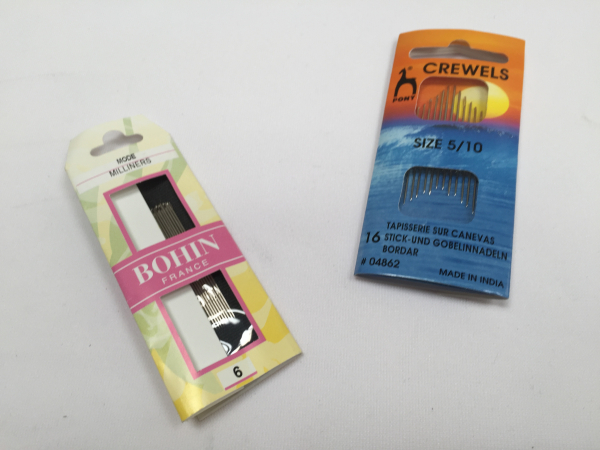 MODE
MILLINERS
BOHIN
FRANCE
6
PONY
CREWELS
SIZE 5/10
TAPISSERIE SUR CANEVAS
16 STICK-UND GOBELINNADELN
BORDAR
# 04862
MADE IN INDIA